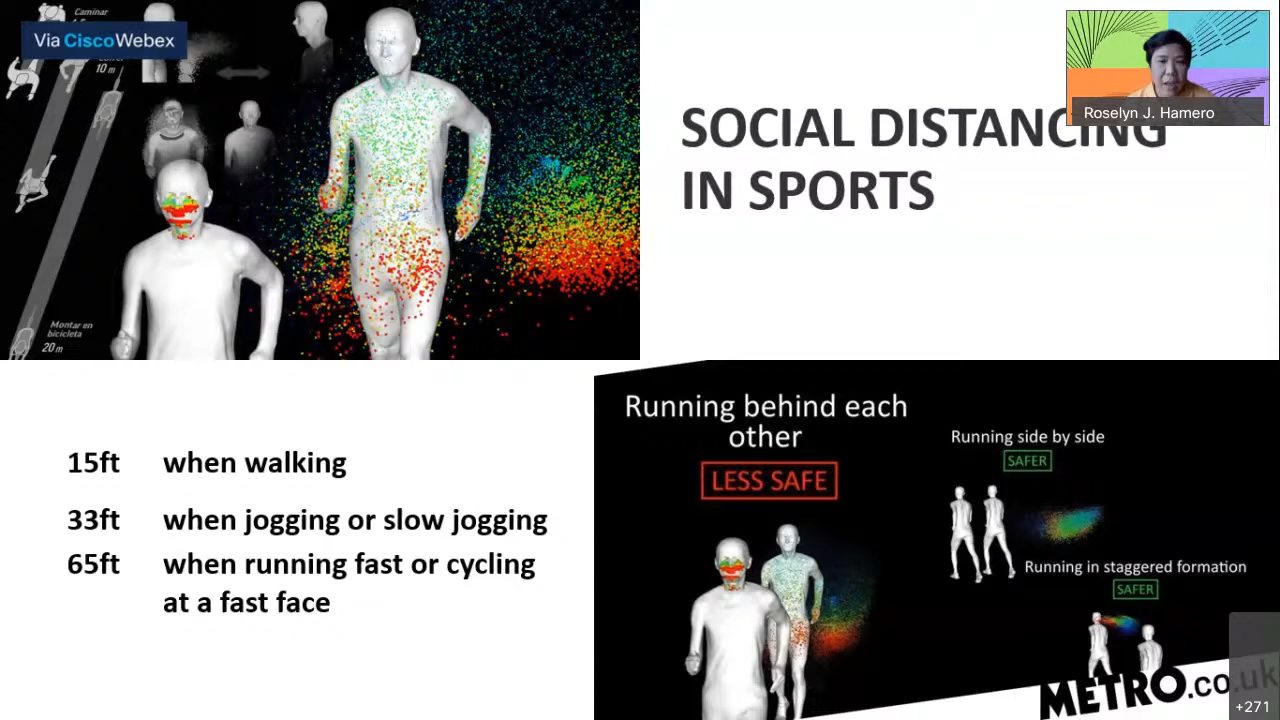 Caminar
Via Cisco Webex
10 m
Montar en
bicicleta
20 m
SOCIAL DISTANCING
IN SPORTS
Roselyn J. Hamero
15ft when walking
33ft when jogging or slow jogging
65ft when running fast or cycling
at a fast face
Running behind each
other
LESS SAFE
Running side by side
SAFER
Running in staggered formation
SAFER
METRO.co.uk
+271